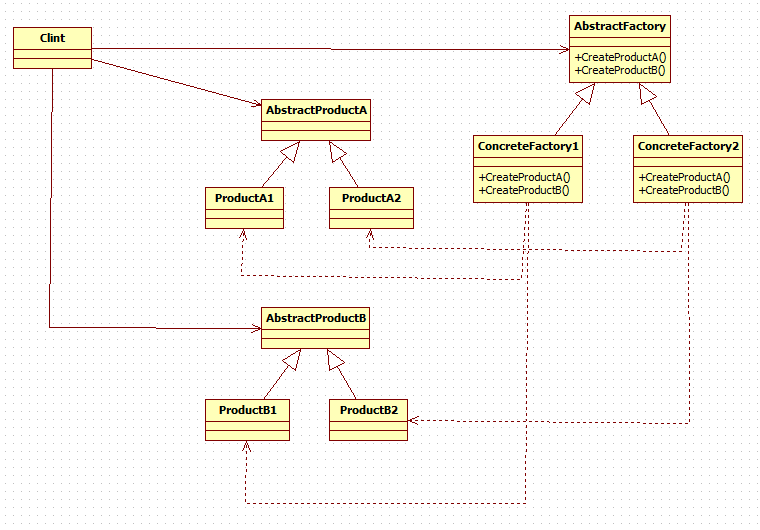 Clint
AbstractFactory
+CreateProductA()
+CreateProductB()
AbstractProductA
ConcreteFactory1
+CreateProductA()
+CreateProductB()
ConcreteFactory2
+CreateProductA()
+CreateProductB()
ProductA1
ProductA2
AbstractProductB
ProductB1
ProductB2